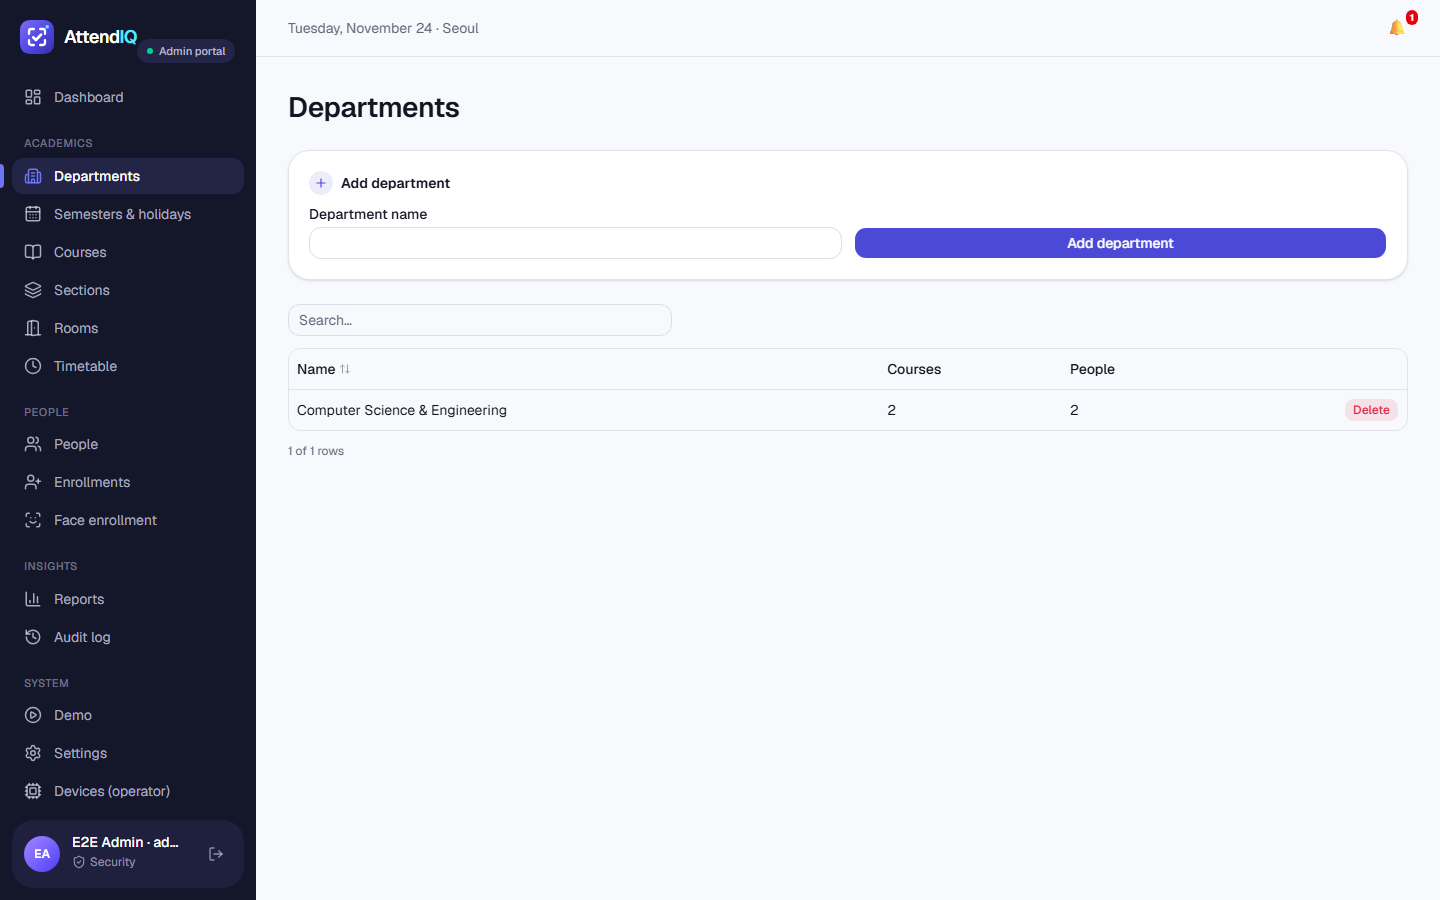 AttendIQ
Admin portal
Dashboard
ACADEMICS
Departments
Semesters & holidays
Courses
Sections
Rooms
Timetable
PEOPLE
People
Enrollments
Face enrollment
INSIGHTS
Reports
Audit log
SYSTEM
Demo
Settings
Devices (operator)
EA
E2E Admin · ad...
Security
Tuesday, November 24 · Seoul
1
Departments
Add department
Department name
Add department
Search...
Name Courses People
Computer Science & Engineering 2 2 Delete
1 of 1 rows